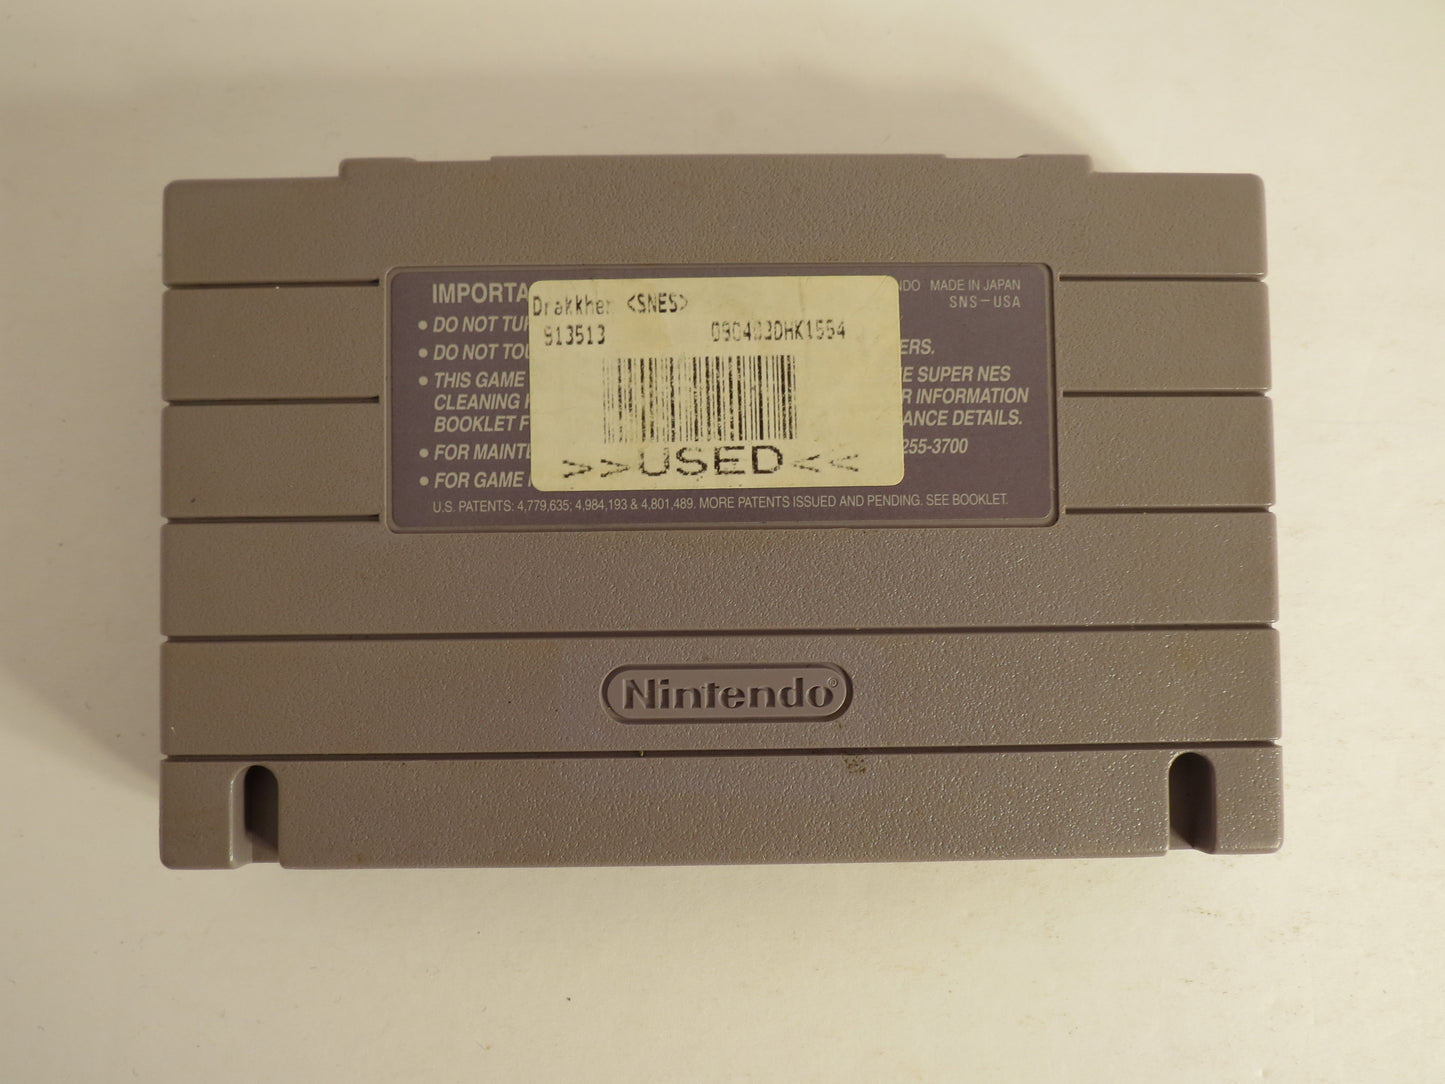 IMPORTA
NDO MADE IN JAPAN
SNS-USA
Drakkhen <SNES>
913513
>>USED<<
• DO NOT TUR
• DO NOT TOU
ERS.
• THIS GAME
E SUPER NES
CLEANING K
R INFORMATION
BOOKLET F
ANCE DETAILS.
• FOR MAINTE
255-3700
• FOR GAME
U.S. PATENTS: 4,779,635; 4,984,193 & 4,801,489. MORE PATENTS ISSUED AND PENDING. SEE BOOKLET.
Nintendo®